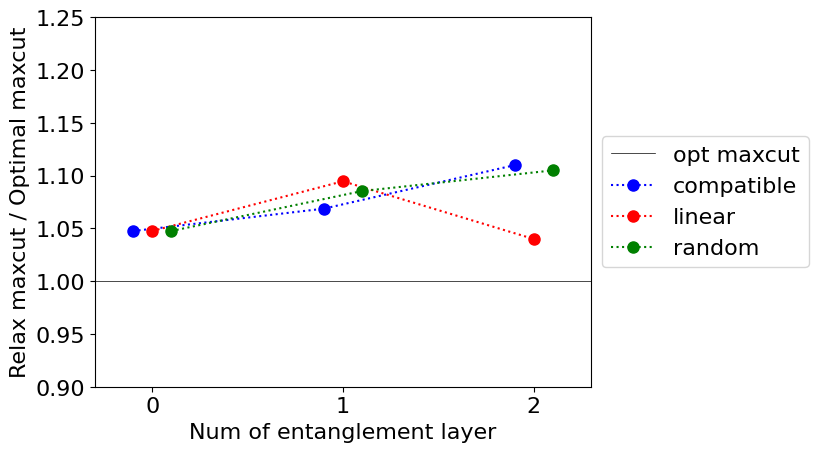 Relax maxcut / Optimal maxcut
1.25
1.20
1.15
1.10
1.05
1.00
0.95
0.90
0
1
2
Num of entanglement layer
opt maxcut
compatible
linear
random